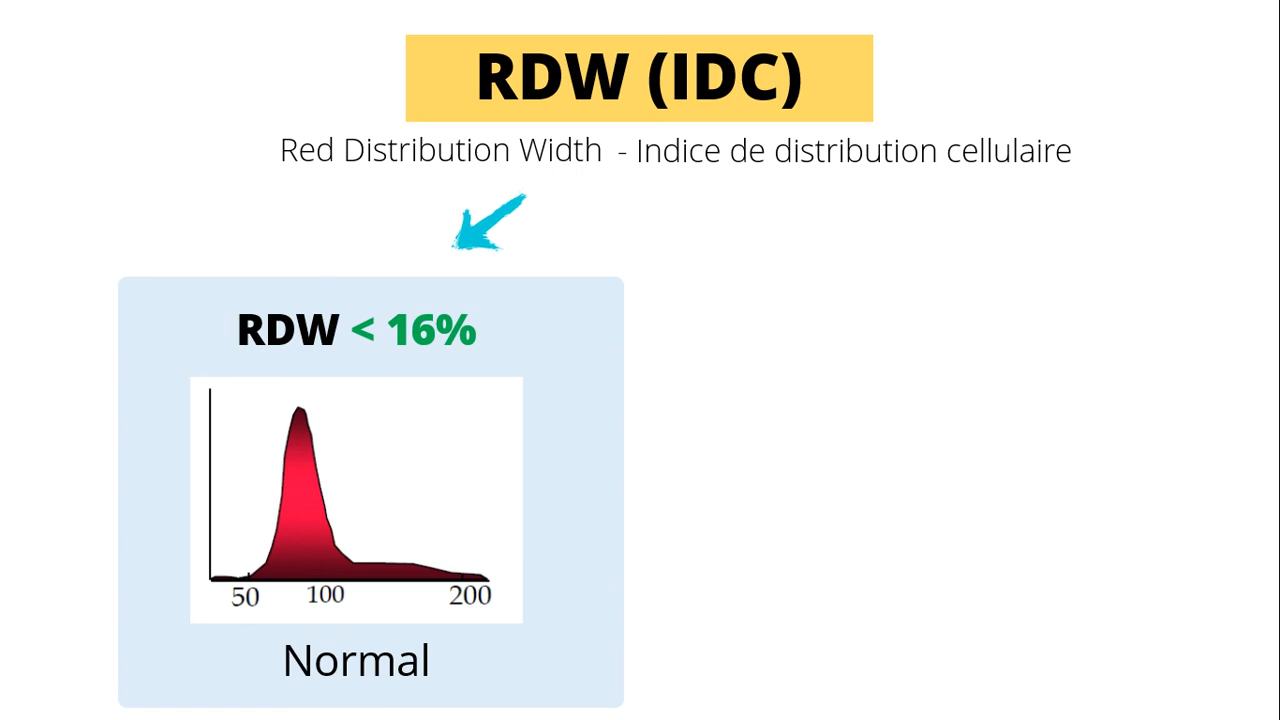 RDW (IDC)
Red Distribution Width - Indice de distribution cellulaire
RDW < 16%
50 100 200
Normal